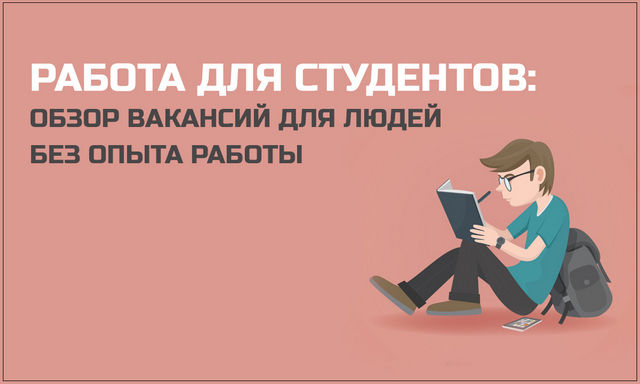 РАБОТА ДЛЯ СТУДЕНТОВ:
ОБЗОР ВАКАНСИЙ ДЛЯ ЛЮДЕЙ
БЕЗ ОПЫТА РАБОТЫ